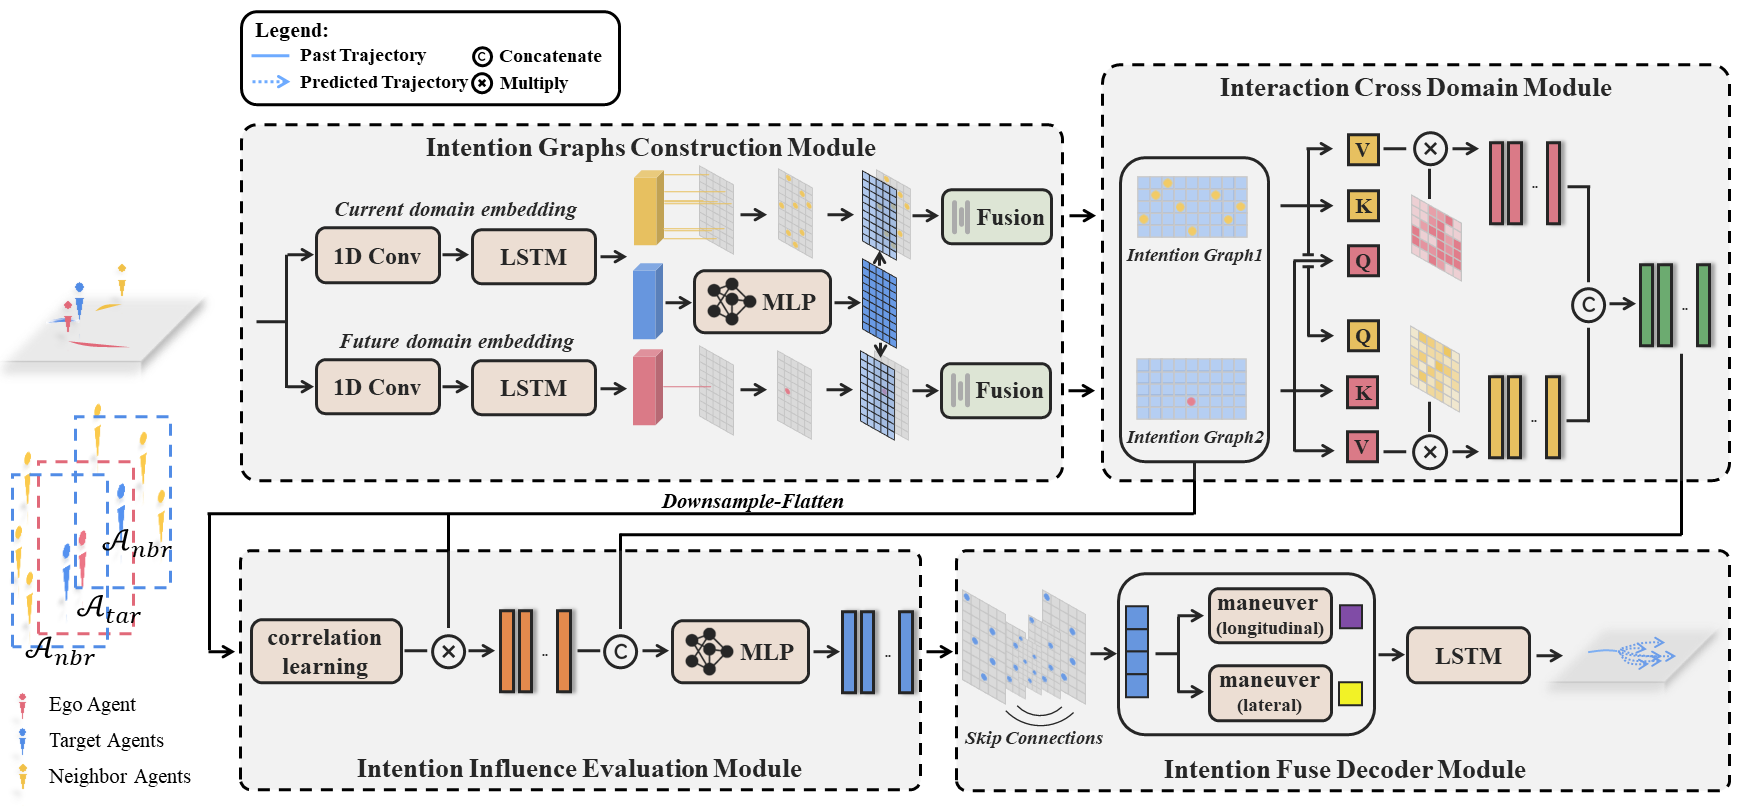 Legend:
Past Trajectory
C Concatenate
Predicted Trajectory
× Multiply
Intention Graphs Construction Module
Current domain embedding
1D Conv
LSTM
Fusion
MLP
Future domain embedding
1D Conv
LSTM
Fusion
Interaction Cross Domain Module
Intention Graph1
Intention Graph2
V
×
K
Q
Q
K
V
×
C
..
..
..
Downsample-Flatten
𝒜nbr
𝒜tar
𝒜nbr
Ego Agent
Target Agents
Neighbor Agents
correlation
learning
×
..
C
MLP
..
Intention Influence Evaluation Module
Skip Connections
maneuver
(longitudinal)
maneuver
(lateral)
LSTM
Intention Fuse Decoder Module